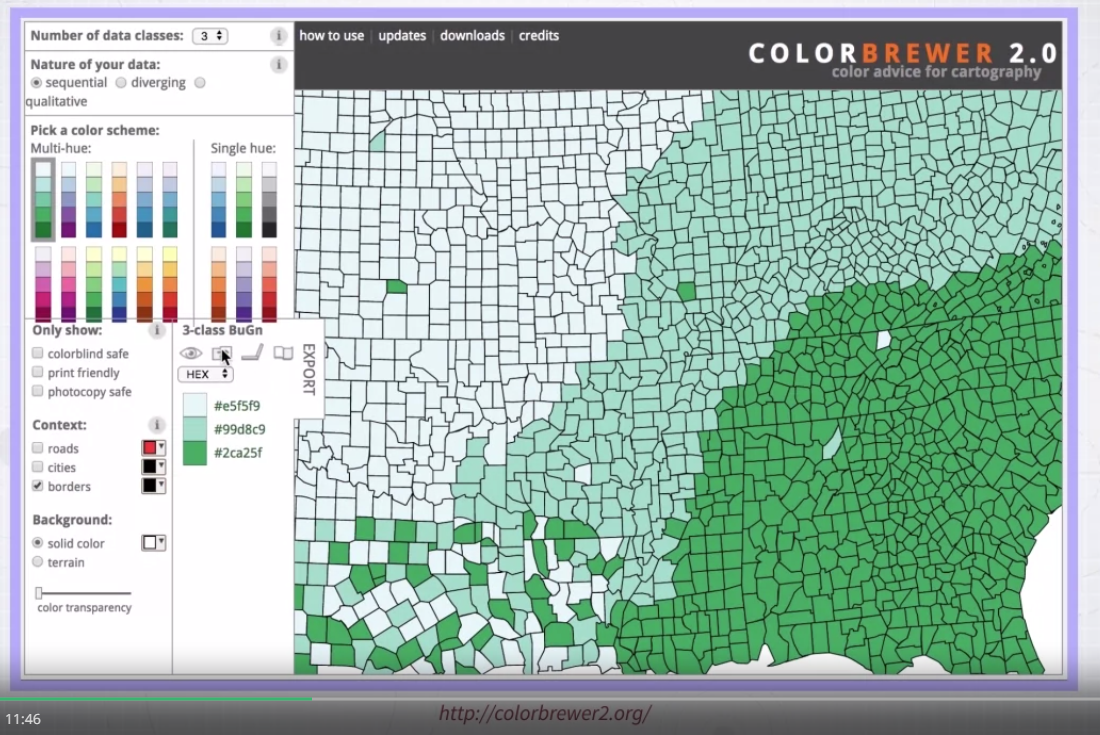 Number of data classes: 3 i
how to use | updates | downloads | credits
COLORBREWER 2.0
color advice for cartography
Nature of your data: i
sequential diverging
qualitative
Pick a color scheme:
Multi-hue: Single hue:
Only show: i
colorblind safe
print friendly
photocopy safe
Context: i
roads
cities
borders
Background:
solid color
terrain
color transparency
3-class BuGn
EXPORT
HEX
#e5f5f9
#99d8c9
#2ca25f
11:46
http://colorbrewer2.org/